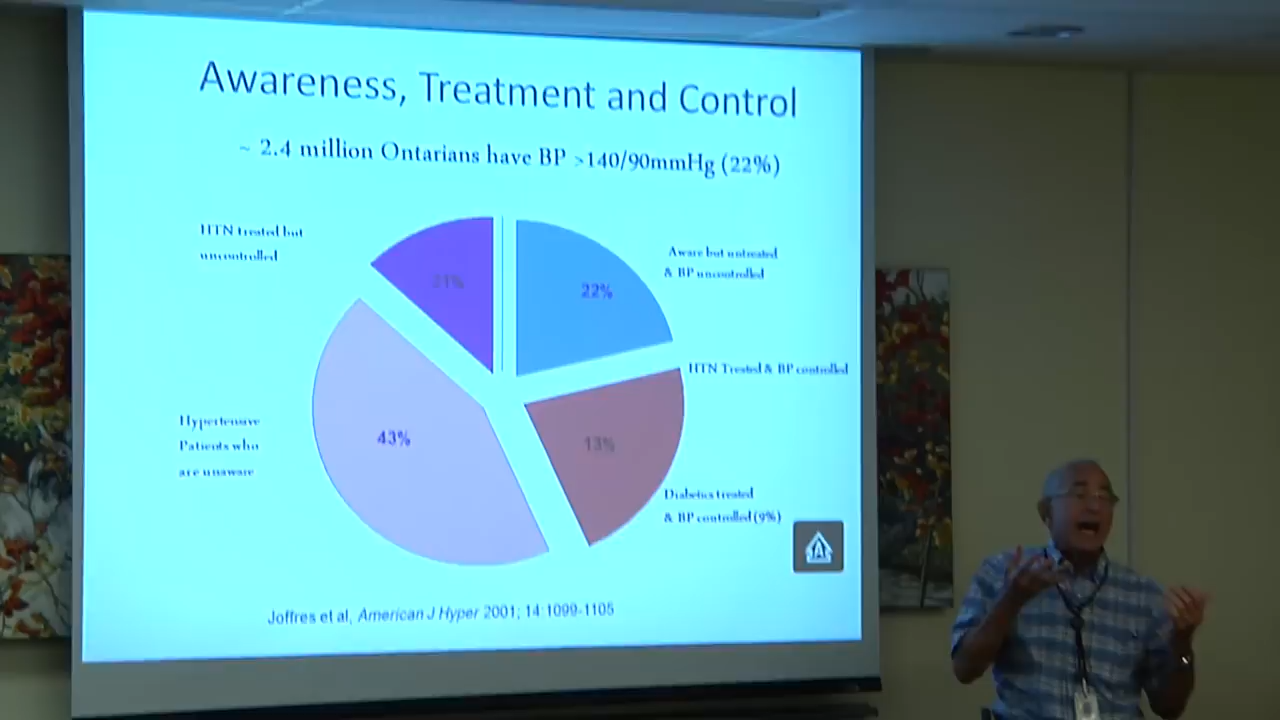 Awareness, Treatment and Control
~ 2.4 million Ontarians have BP >140/90mmHg (22%)
HTN treated but
uncontrolled
21%
22%
Aware but untreated
& BP uncontrolled
HTN Treated & BP controlled
43%
13%
Hypertensive
Patients who
are unaware
Diabetics treated
& BP controlled (9%)
A
Joffres et al, American J Hyper 2001; 14:1099-1105